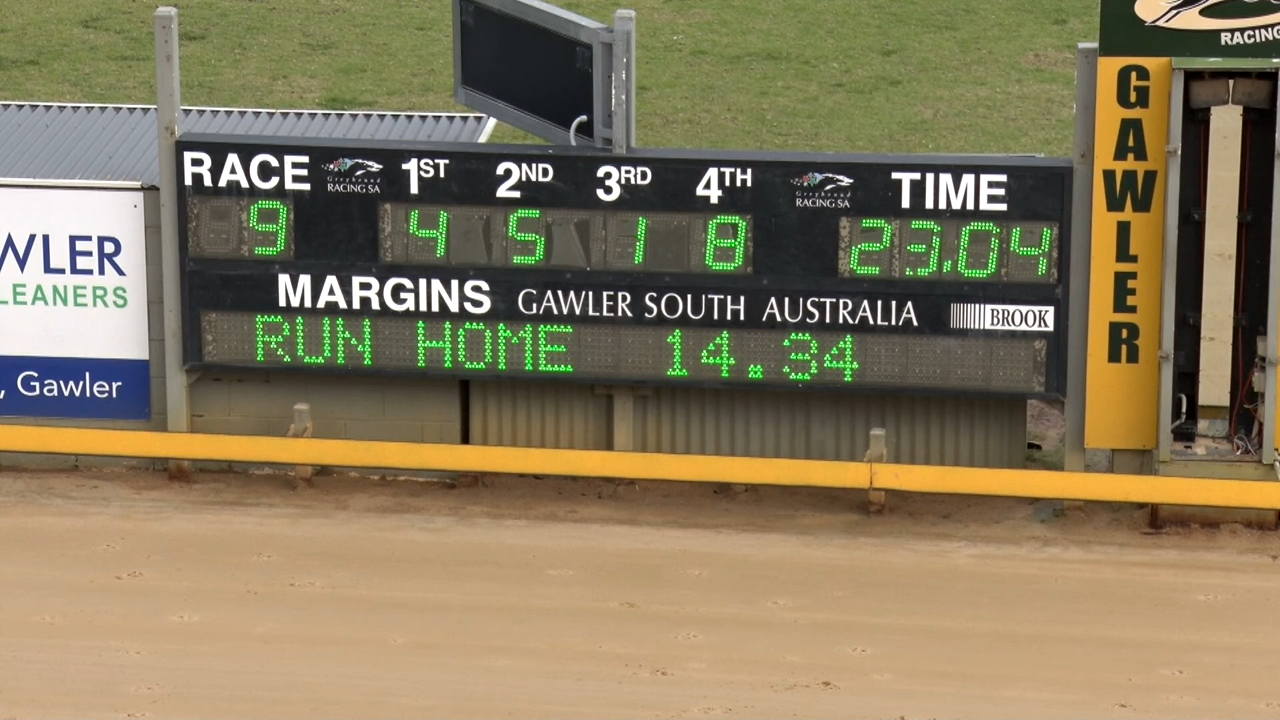 RACING
GAWLER
RACE 1ST 2ND 3RD 4TH TIME
Greyhound RACING SA
Greyhound RACING SA
9 4 5 1 8 23.04
MARGINS GAWLER SOUTH AUSTRALIA BROOK
RUN HOME 14.34
WLER
LEANERS
, Gawler